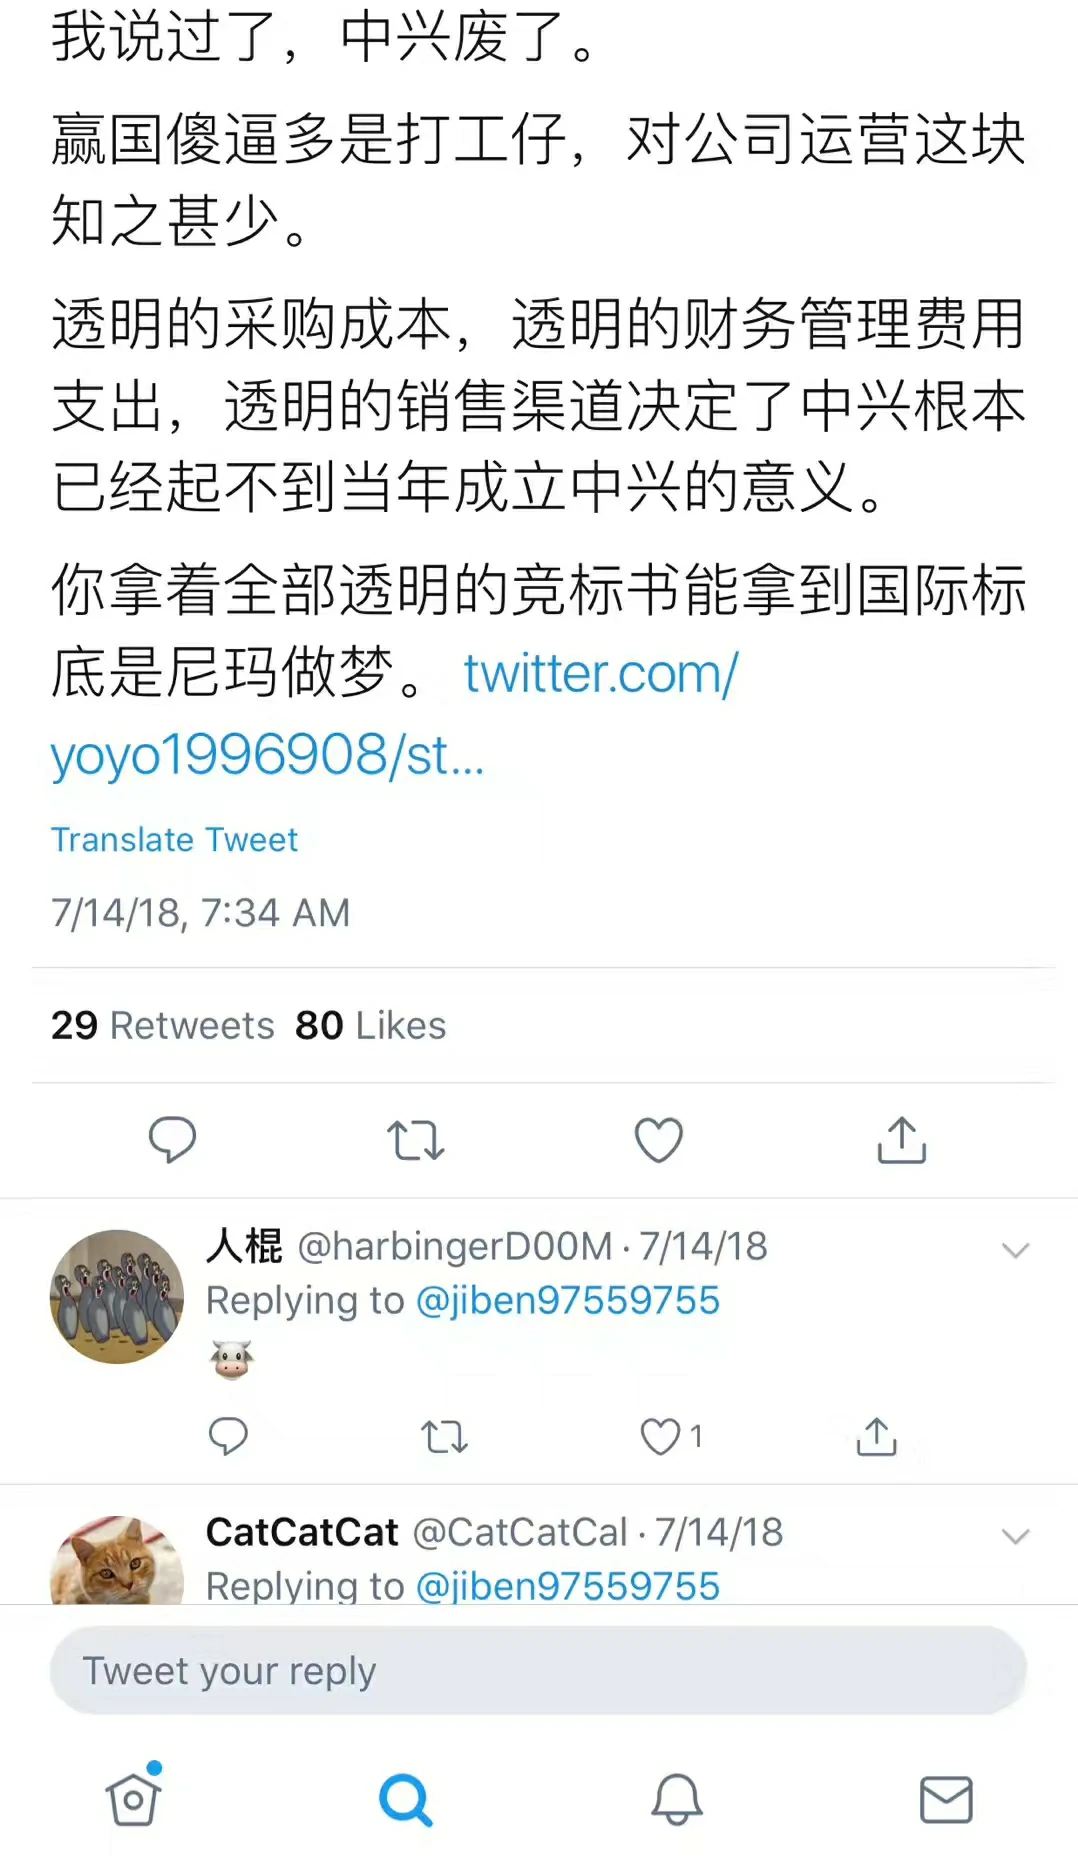 我说过了，中兴废了。
赢国傻逼多是打工仔，对公司运营这块
知之甚少。
透明的采购成本，透明的财务管理费用
支出，透明的销售渠道决定了中兴根本
已经起不到当年成立中兴的意义。
你拿着全部透明的竞标书能拿到国际标
底是尼玛做梦。 twitter.com/
yoyo1996908/st...
Translate Tweet
7/14/18, 7:34 AM
29 Retweets 80 Likes
人棍 @harbingerD00M · 7/14/18
Replying to @jiben97559755
1
CatCatCat @CatCatCal · 7/14/18
Replying to @jiben97559755
Tweet your reply